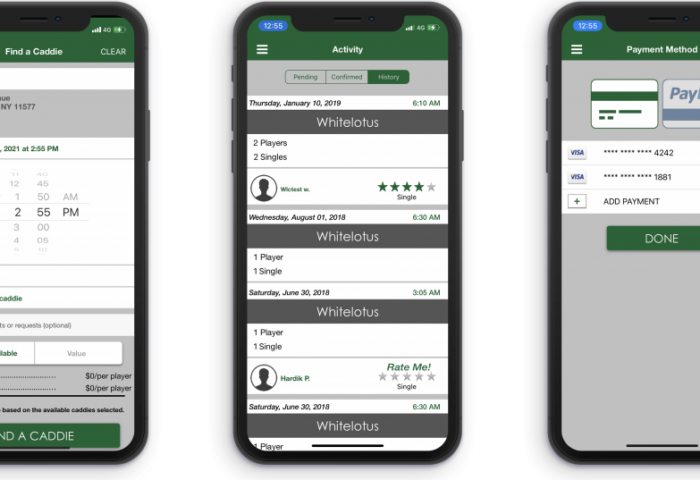 4G
Find a Caddie
CLEAR
NY 11577
, 2021 at 2:55 PM
11 45
12 45
1 50 AM
2 55 PM
3 00
4 05
5 10
caddie
ts or requests (optional)
Value
$0/per player
$0/per player
based on the available caddies selected.
ND A CADDIE
12:55
4G
Activity
Pending
Confirmed
History
Thursday, January 10, 2019
6:10 AM
Whitelotus
2 Players
2 Singles
Single
Wednesday, August 01, 2018
6:30 AM
Whitelotus
1 Player
1 Single
Saturday, June 30, 2018
3:05 AM
Whitelotus
1 Player
1 Single
Hardik P.
Rate Me!
Single
Saturday, June 30, 2018
6:30 AM
Whitelotus
1 Player
12:55
Payment Method
Pay
VISA
**** **** **** 4242
VISA
**** **** **** 1881
+
ADD PAYMENT
DONE